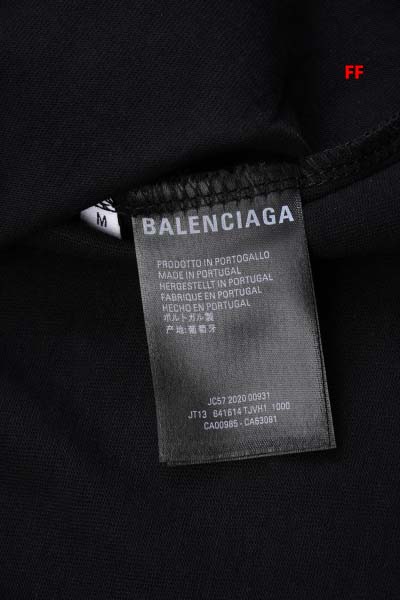 FF
M
BALENCIAGA
PRODOTTO IN PORTOGALLO
MADE IN PORTUGAL
HERGESTELLT IN PORTUGAL
FABRIQUE EN PORTUGAL
HECHO EN PORTUGAL
ポルトガル製
产地:葡萄牙
JC57 2020 00931
JT13 641614 TJVH1 1000
CA00985 - CA53081